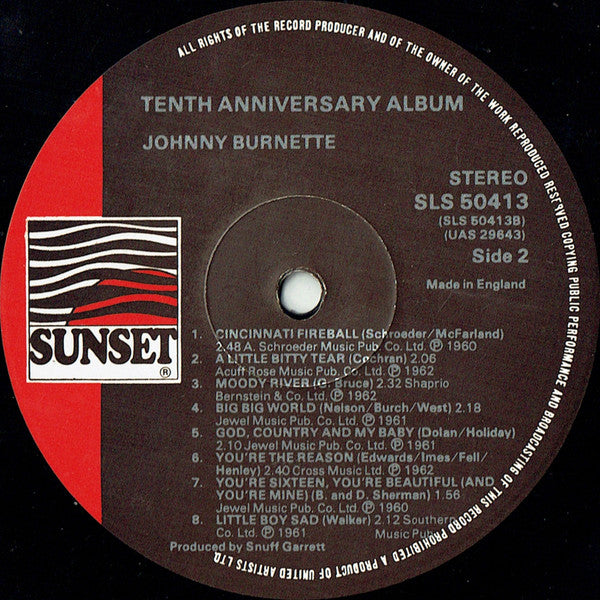 ALL RIGHTS OF THE RECORD PRODUCER AND OF THE OWNER OF THE WORK REPRODUCED RESERVED COPYING PUBLIC PERFORMANCE AND BROADCASTING OF THIS RECORD PROHIBITED A PRODUCT OF UNITED ARTISTS LTD.
TENTH ANNIVERSARY ALBUM
JOHNNY BURNETTE
STEREO
SLS 50413
(SLS 50413B)
(UAS 29643)
Side 2
Made in England
SUNSET
®
1. CINCINNATI FIREBALL (Schroeder/McFarland)
2.48 A. Schroeder Music Pub. Co. Ltd. ℗ 1960
2. A LITTLE BITTY TEAR (Cochran) 2.06
Acuff Rose Music Pub. Co. Ltd. ℗ 1962
3. MOODY RIVER (G. Bruce) 2.32 Shaprio
Bernstein & Co. Ltd. ℗ 1962
4. BIG BIG WORLD (Nelson/Burch/West) 2.18
Jewel Music Pub. Co. Ltd. ℗ 1961
5. GOD, COUNTRY AND MY BABY (Dolan/Holiday)
2.10 Jewel Music Pub. Co. Ltd. ℗ 1961
6. YOU'RE THE REASON (Edwards/Imes/Fell/
Henley) 2.40 Cross Music Ltd. ℗ 1962
7. YOU'RE SIXTEEN, YOU'RE BEAUTIFUL (AND
YOU'RE MINE) (B. and D. Sherman) 1.56
Jewel Music Pub. Co. Ltd. ℗ 1960
8. LITTLE BOY SAD (Walker) 2.12 Southern
Co. Ltd. ℗ 1961 Music Pub.
Produced by Snuff Garrett